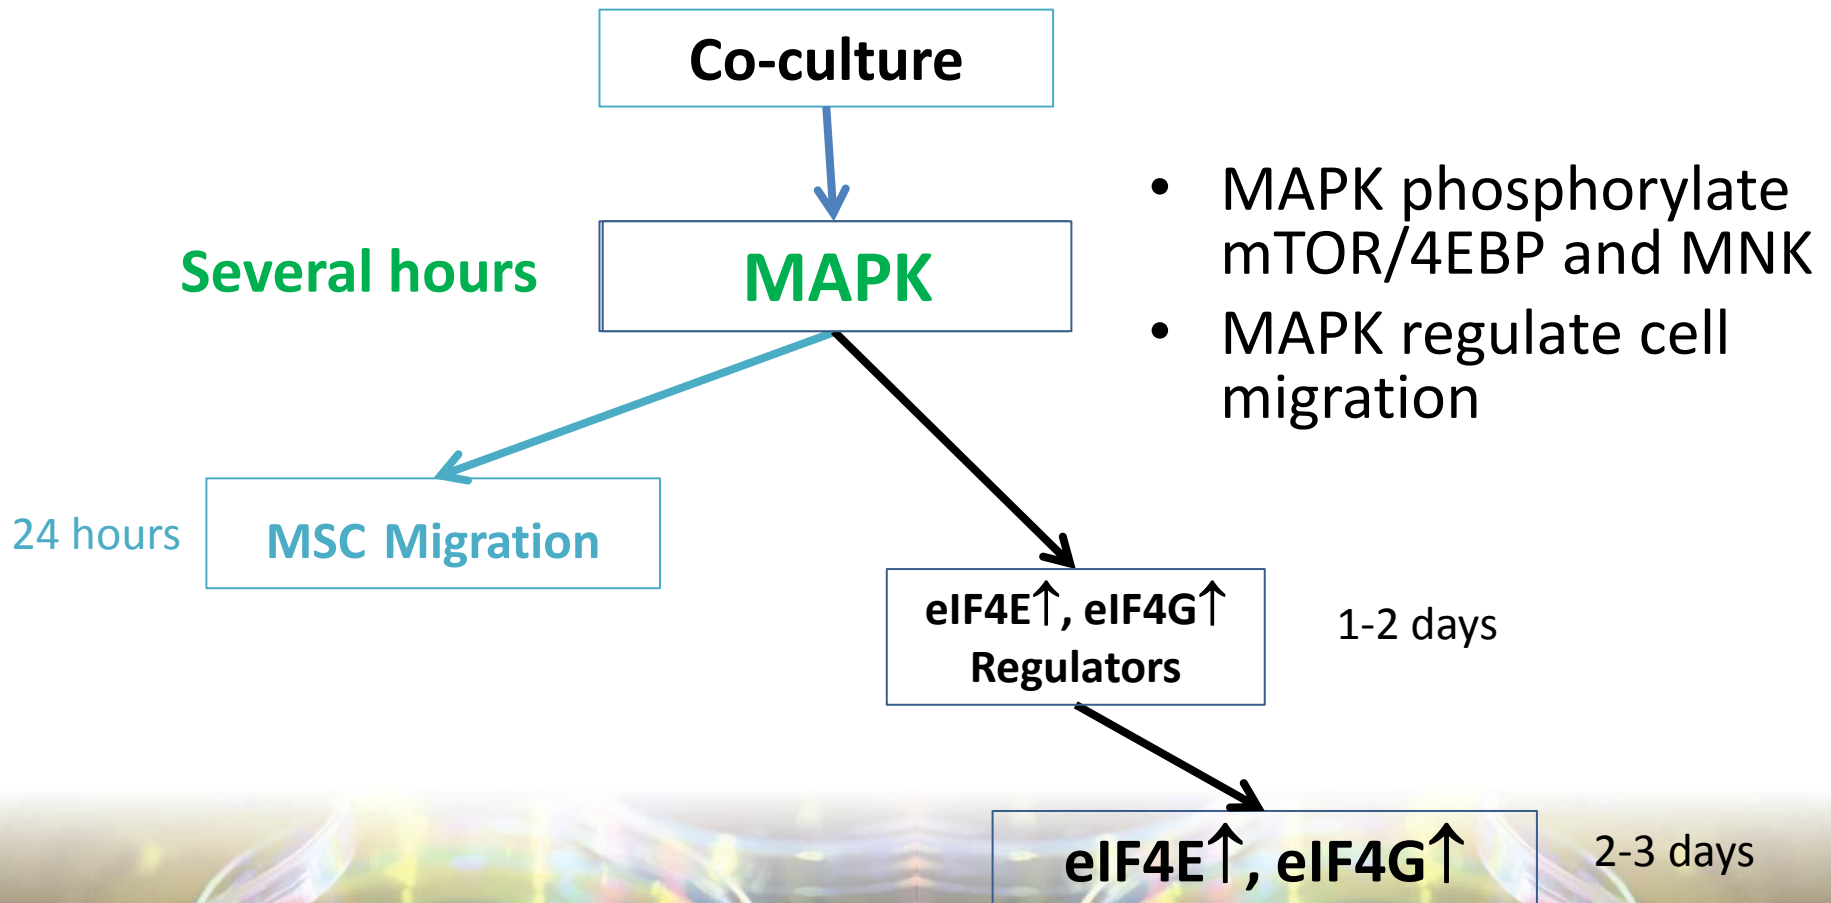 Co-culture
Several hours
MAPK
• MAPK phosphorylate
mTOR/4EBP and MNK
• MAPK regulate cell
migration
24 hours
MSC Migration
eIF4E↑, eIF4G↑
Regulators
1-2 days
eIF4E↑, eIF4G↑
2-3 days